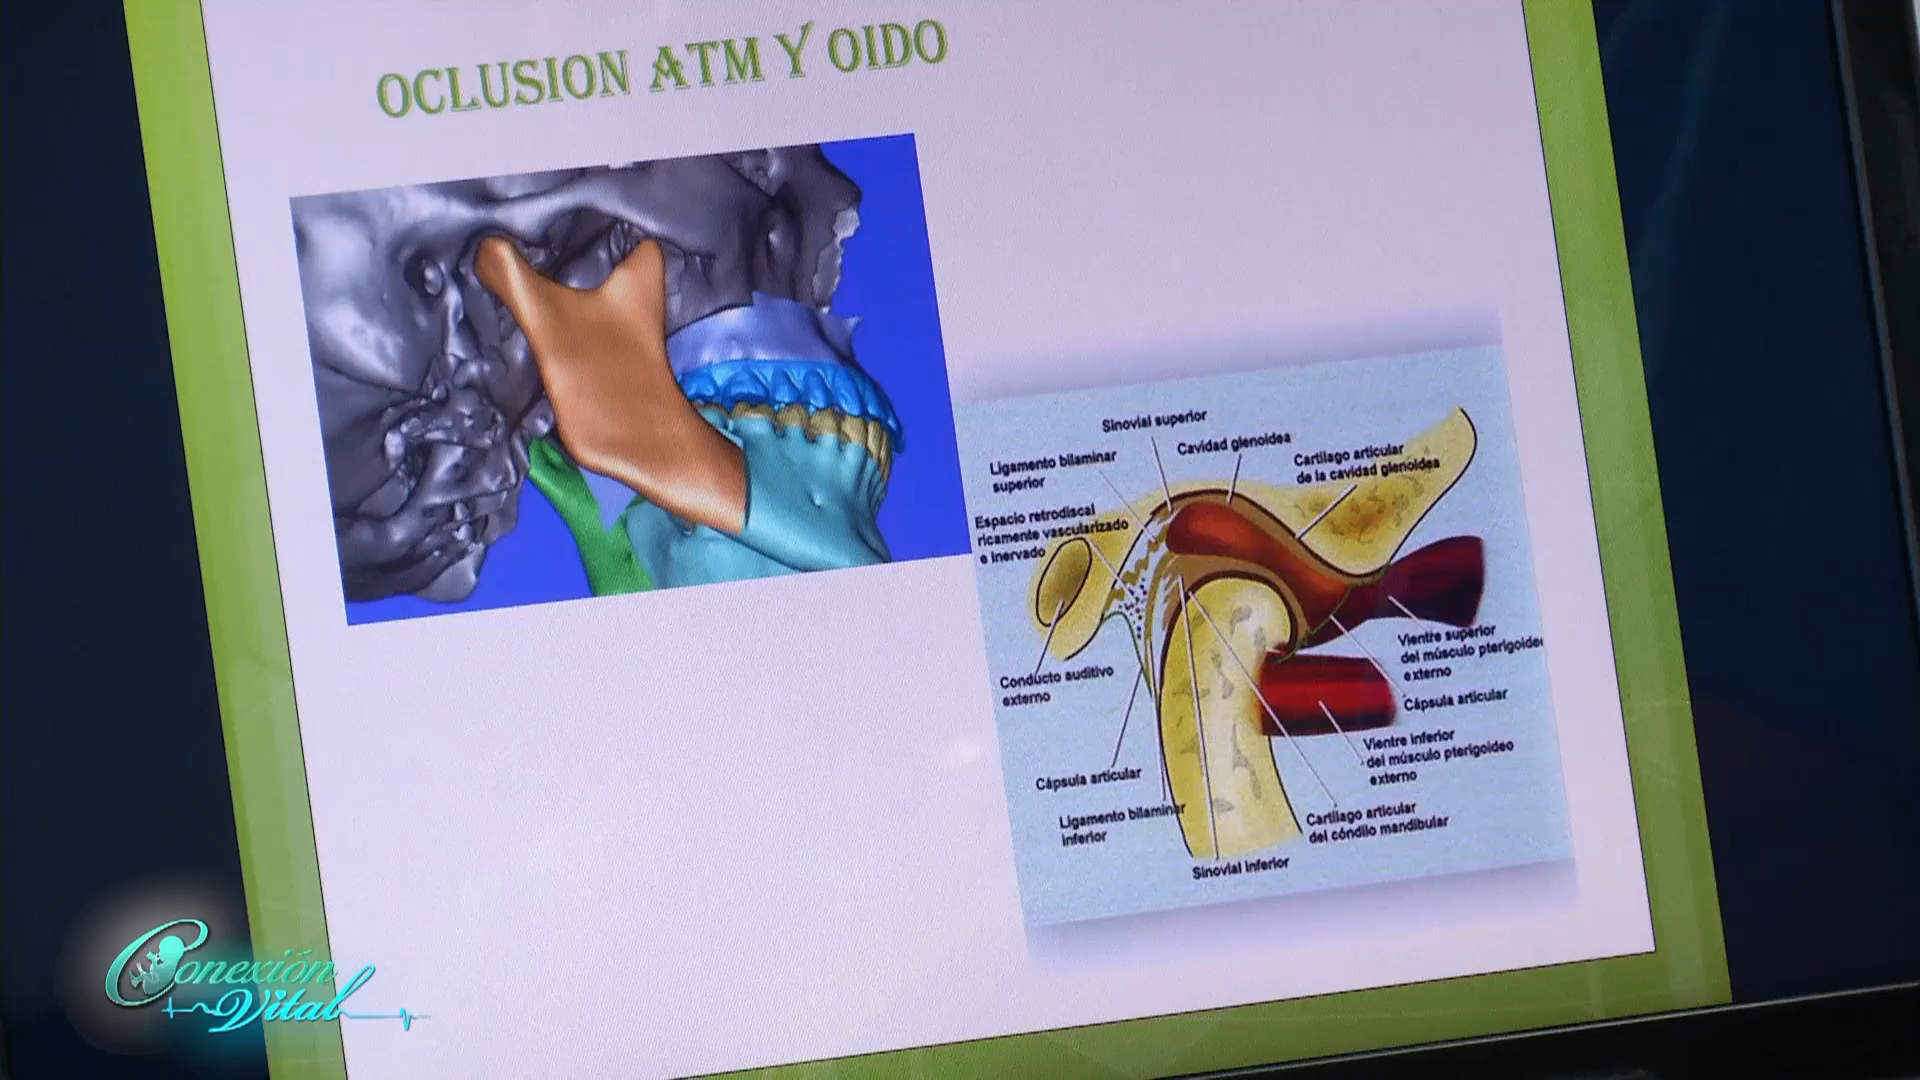 OCLUSION ATM Y OIDO
Sinovial superior
Cavidad glenoidea
Ligamento bilaminar
superior
Cartílago articular
de la cavidad glenoidea
Espacio retrodiscal
ricamente vascularizado
e inervado
Conducto auditivo
externo
Vientre superior
del músculo pterigoideo
externo
Cápsula articular
Vientre inferior
del músculo pterigoideo
externo
Cápsula articular
Ligamento bilaminar
inferior
Cartílago articular
del cóndilo mandibular
Sinovial inferior
Conexión
Vital